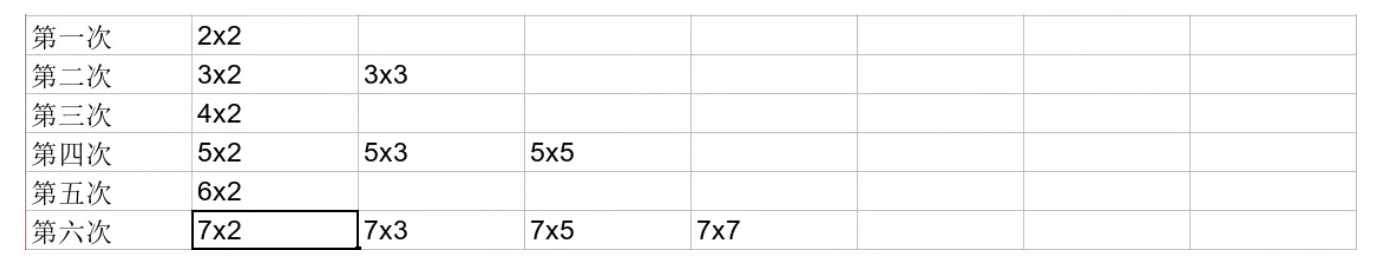 第一次 2x2
第二次 3x2 3x3
第三次 4x2
第四次 5x2 5x3 5x5
第五次 6x2
第六次 7x2 7x3 7x5 7x7